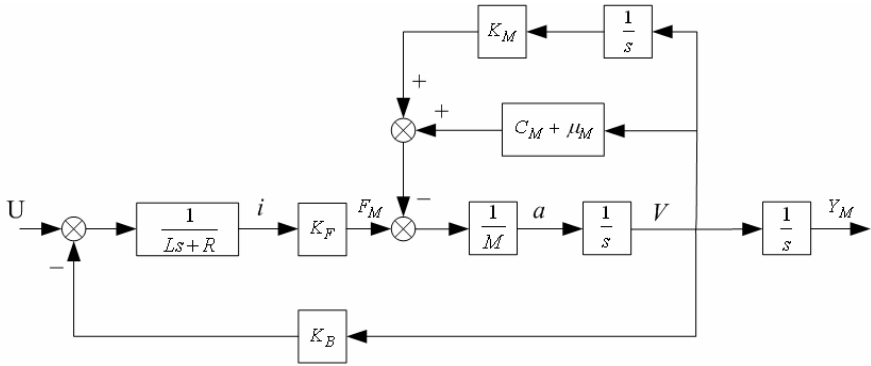 K_M
1/s
+
+
C_M + μ_M
U
1/(Ls+R)
i
K_F
F_M
−
1/M
a
1/s
V
1/s
Y_M
−
K_B